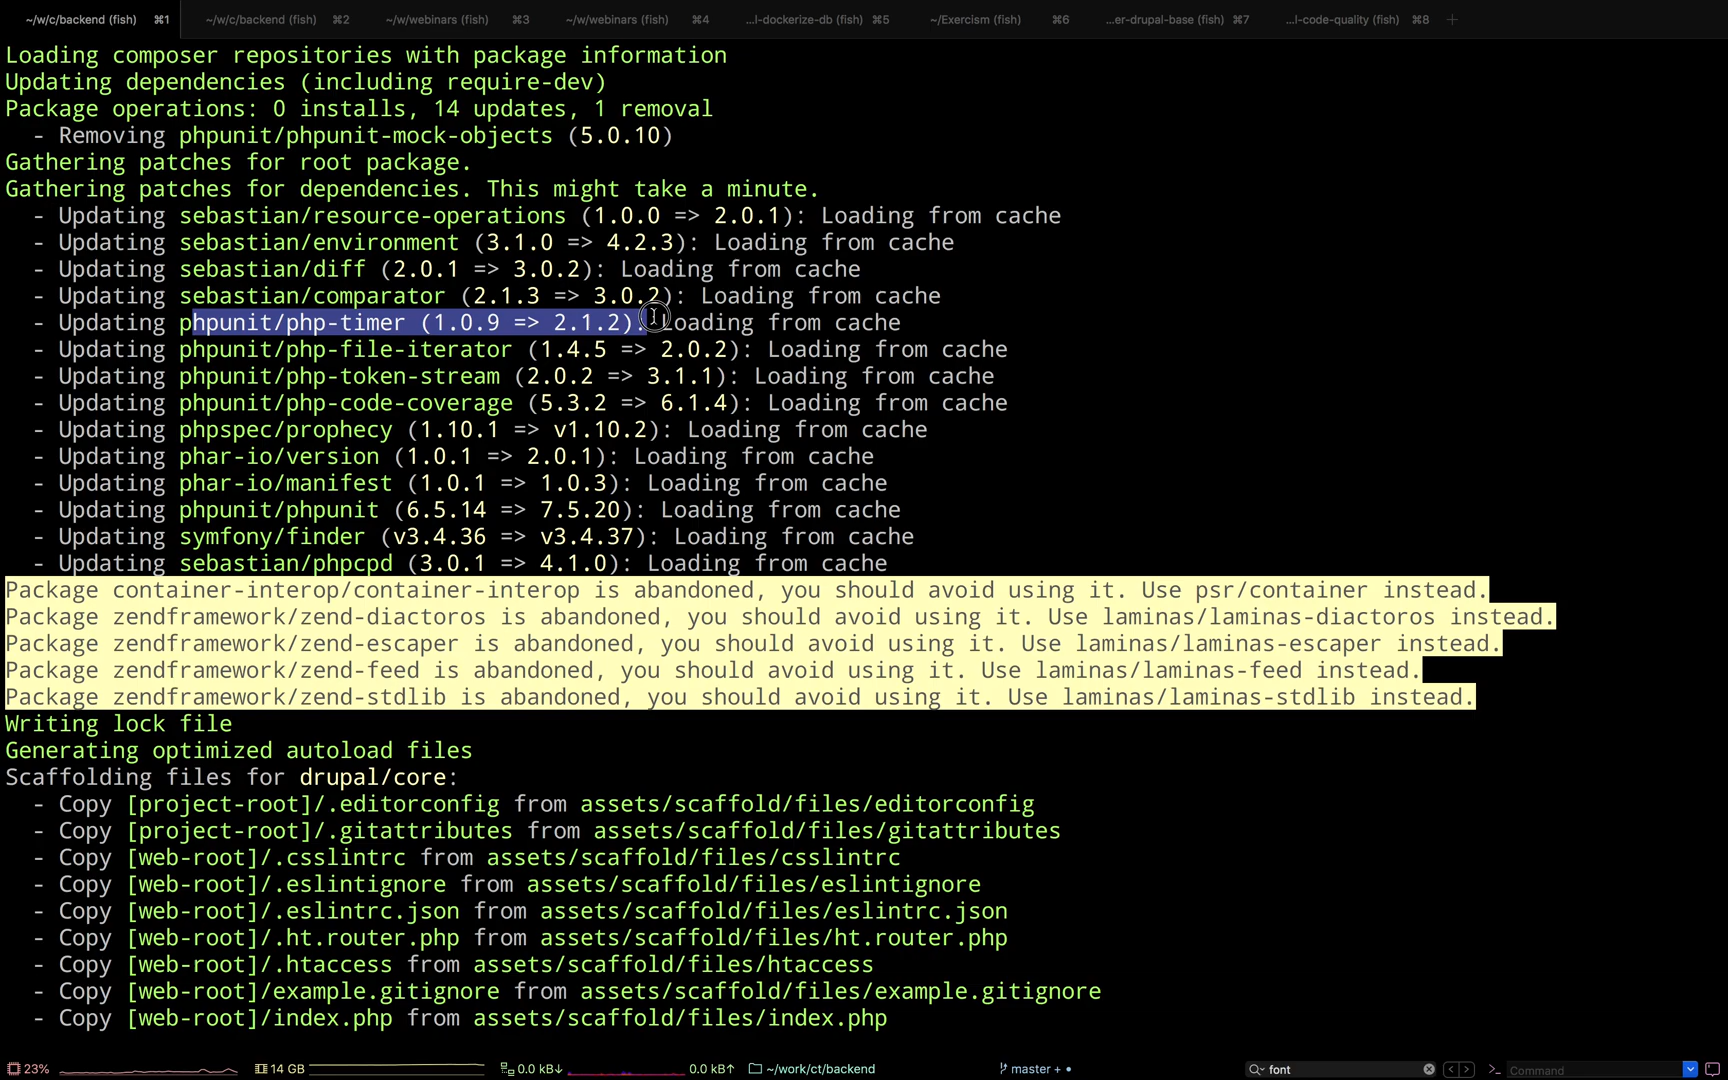 ~/w/c/backend (fish) ⌘1 ~/w/c/backend (fish) ⌘2 ~/w/webinars (fish) ⌘3 ~/w/webinars (fish) ⌘4 ...l-dockerize-db (fish) ⌘5 ~/Exercism (fish) ⌘6 ...er-drupal-base (fish) ⌘7 ...l-code-quality (fish) ⌘8 +
Loading composer repositories with package information
Updating dependencies (including require-dev)
Package operations: 0 installs, 14 updates, 1 removal
- Removing phpunit/phpunit-mock-objects (5.0.10)
Gathering patches for root package.
Gathering patches for dependencies. This might take a minute.
- Updating sebastian/resource-operations (1.0.0 => 2.0.1): Loading from cache
- Updating sebastian/environment (3.1.0 => 4.2.3): Loading from cache
- Updating sebastian/diff (2.0.1 => 3.0.2): Loading from cache
- Updating sebastian/comparator (2.1.3 => 3.0.2): Loading from cache
- Updating phpunit/php-timer (1.0.9 => 2.1.2): Loading from cache
- Updating phpunit/php-file-iterator (1.4.5 => 2.0.2): Loading from cache
- Updating phpunit/php-token-stream (2.0.2 => 3.1.1): Loading from cache
- Updating phpunit/php-code-coverage (5.3.2 => 6.1.4): Loading from cache
- Updating phpspec/prophecy (1.10.1 => v1.10.2): Loading from cache
- Updating phar-io/version (1.0.1 => 2.0.1): Loading from cache
- Updating phar-io/manifest (1.0.1 => 1.0.3): Loading from cache
- Updating phpunit/phpunit (6.5.14 => 7.5.20): Loading from cache
- Updating symfony/finder (v3.4.36 => v3.4.37): Loading from cache
- Updating sebastian/phpcpd (3.0.1 => 4.1.0): Loading from cache
Package container-interop/container-interop is abandoned, you should avoid using it. Use psr/container instead.
Package zendframework/zend-diactoros is abandoned, you should avoid using it. Use laminas/laminas-diactoros instead.
Package zendframework/zend-escaper is abandoned, you should avoid using it. Use laminas/laminas-escaper instead.
Package zendframework/zend-feed is abandoned, you should avoid using it. Use laminas/laminas-feed instead.
Package zendframework/zend-stdlib is abandoned, you should avoid using it. Use laminas/laminas-stdlib instead.
Writing lock file
Generating optimized autoload files
Scaffolding files for drupal/core:
- Copy [project-root]/.editorconfig from assets/scaffold/files/editorconfig
- Copy [project-root]/.gitattributes from assets/scaffold/files/gitattributes
- Copy [web-root]/.csslintrc from assets/scaffold/files/csslintrc
- Copy [web-root]/.eslintignore from assets/scaffold/files/eslintignore
- Copy [web-root]/.eslintrc.json from assets/scaffold/files/eslintrc.json
- Copy [web-root]/.ht.router.php from assets/scaffold/files/ht.router.php
- Copy [web-root]/.htaccess from assets/scaffold/files/htaccess
- Copy [web-root]/example.gitignore from assets/scaffold/files/example.gitignore
- Copy [web-root]/index.php from assets/scaffold/files/index.php
23% 14 GB 0.0 kB↓ 0.0 kB↑ ~/work/ct/backend master + • font Command